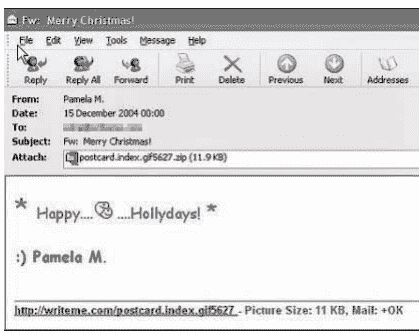 Fw: Merry Christmas!
File Edit View Tools Message Help
Reply Reply All Forward Print Delete Previous Next Addresses
From: Pamela M.
Date: 15 December 2004 00:00
To:
Subject: Fw: Merry Christmas!
Attach: postcard.index.gif5627.zip (11.9 KB)
* Happy.... ....Hollydays! *
:) Pamela M.
http://writeme.com/postcard.index.gif5627 - Picture Size: 11 KB, Mail: +OK